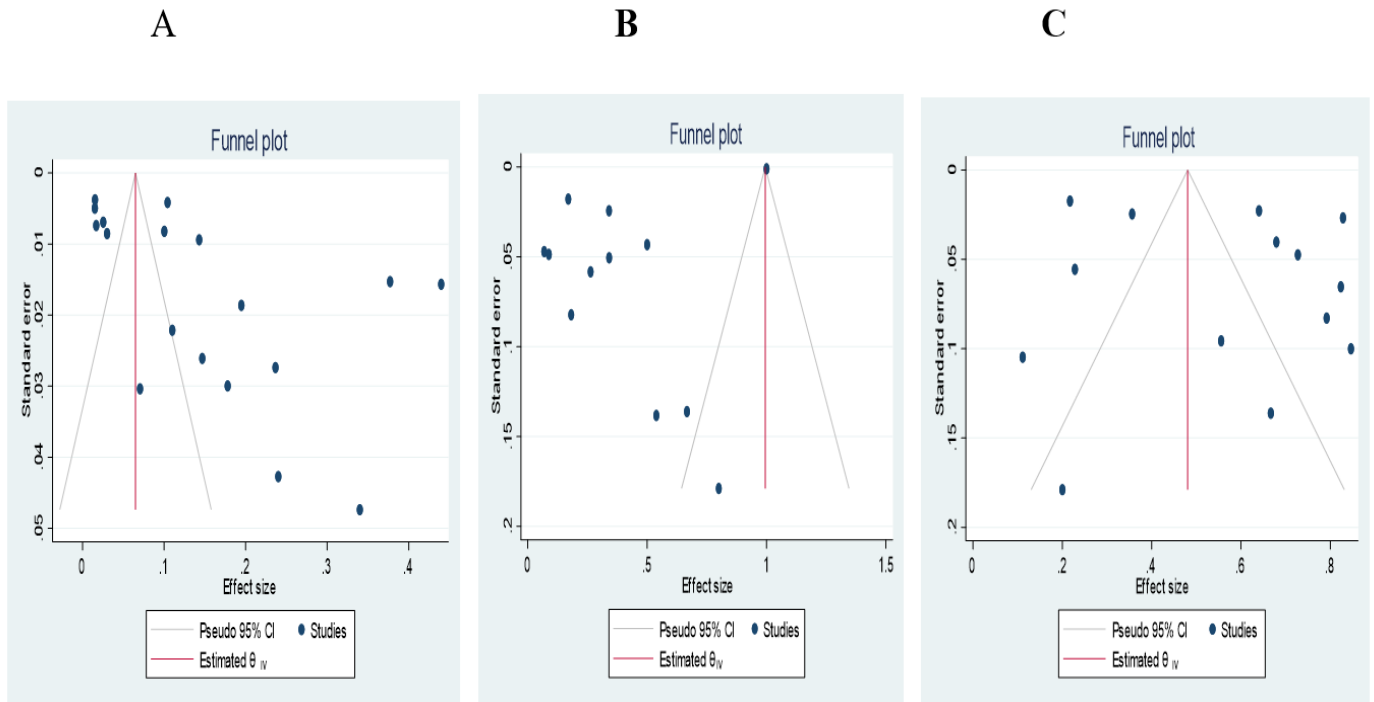 A
B
C
Funnel plot
0
.01
.02
.03
.04
.05
Standard error
0
.1
.2
.3
.4
Effect size
Pseudo 95% CI
Studies
Estimated θ IV
Funnel plot
0
.05
.1
.15
.2
Standard error
0
.5
1
1.5
Effect size
Pseudo 95% CI
Studies
Estimated θ IV
Funnel plot
0
.05
.1
.15
.2
Standard error
0
.2
.4
.6
.8
Effect size
Pseudo 95% CI
Studies
Estimated θ IV